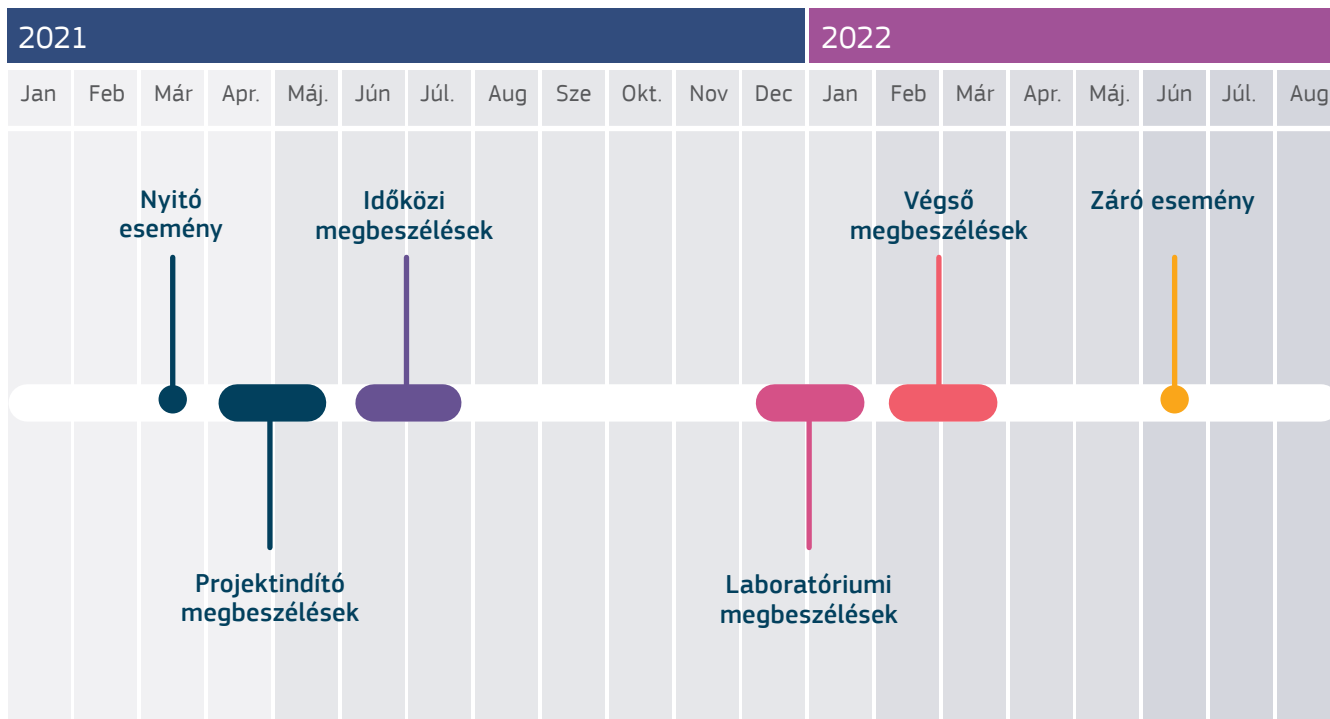 2021 2022
Jan Feb Már Apr. Máj. Jún Júl. Aug Sze Okt. Nov Dec Jan Feb Már Apr. Máj. Jún Júl. Aug
Nyitó
esemény
Időközi
megbeszélések
Végső
megbeszélések
Záró esemény
Projektindító
megbeszélések
Laboratóriumi
megbeszélések